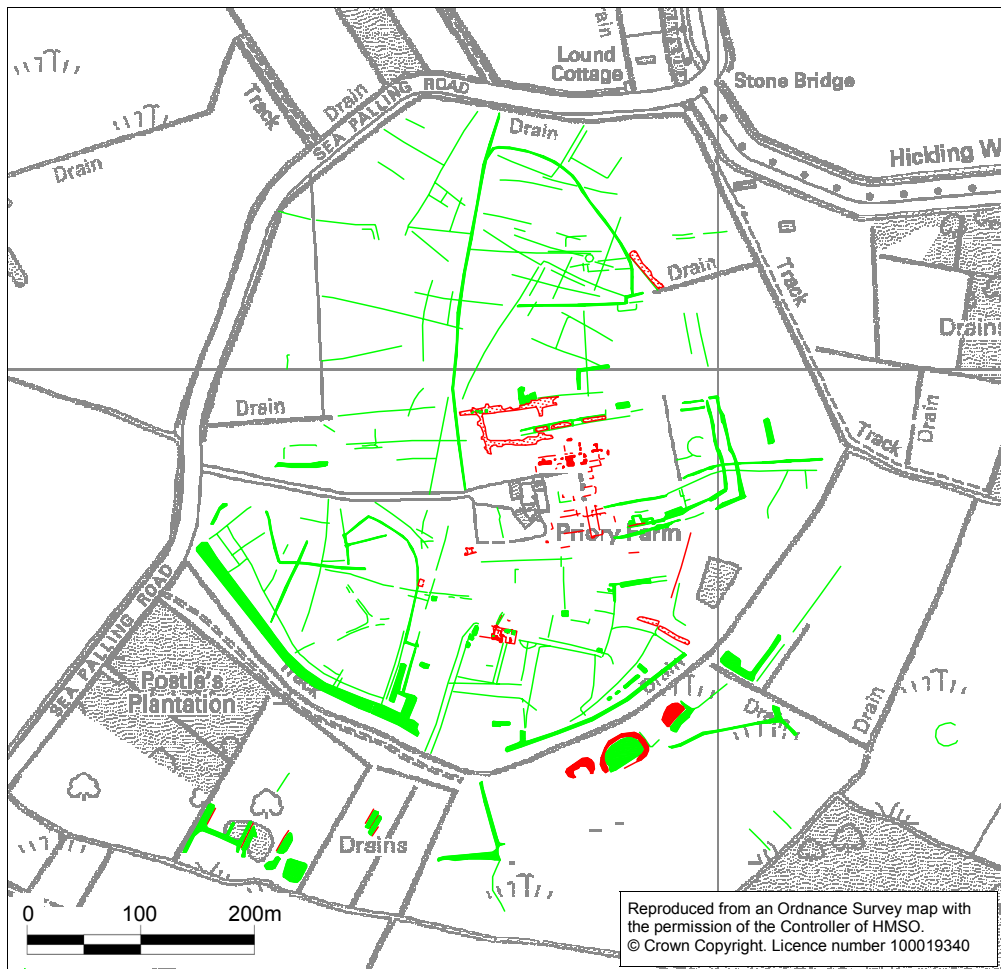 Drain
Lound
Cottage
Stone Bridge
Track
Drain
SEA PALLING ROAD
Drain
Drain
Hickling W
Drain
Track
Drains
Drain
Drain
Track
Priory Farm
SEA PALLING ROAD
Track
Postle's
Plantation
Drain
Drain
Drain
Drains
0 100 200m
Reproduced from an Ordnance Survey map with
the permission of the Controller of HMSO.
© Crown Copyright. Licence number 100019340